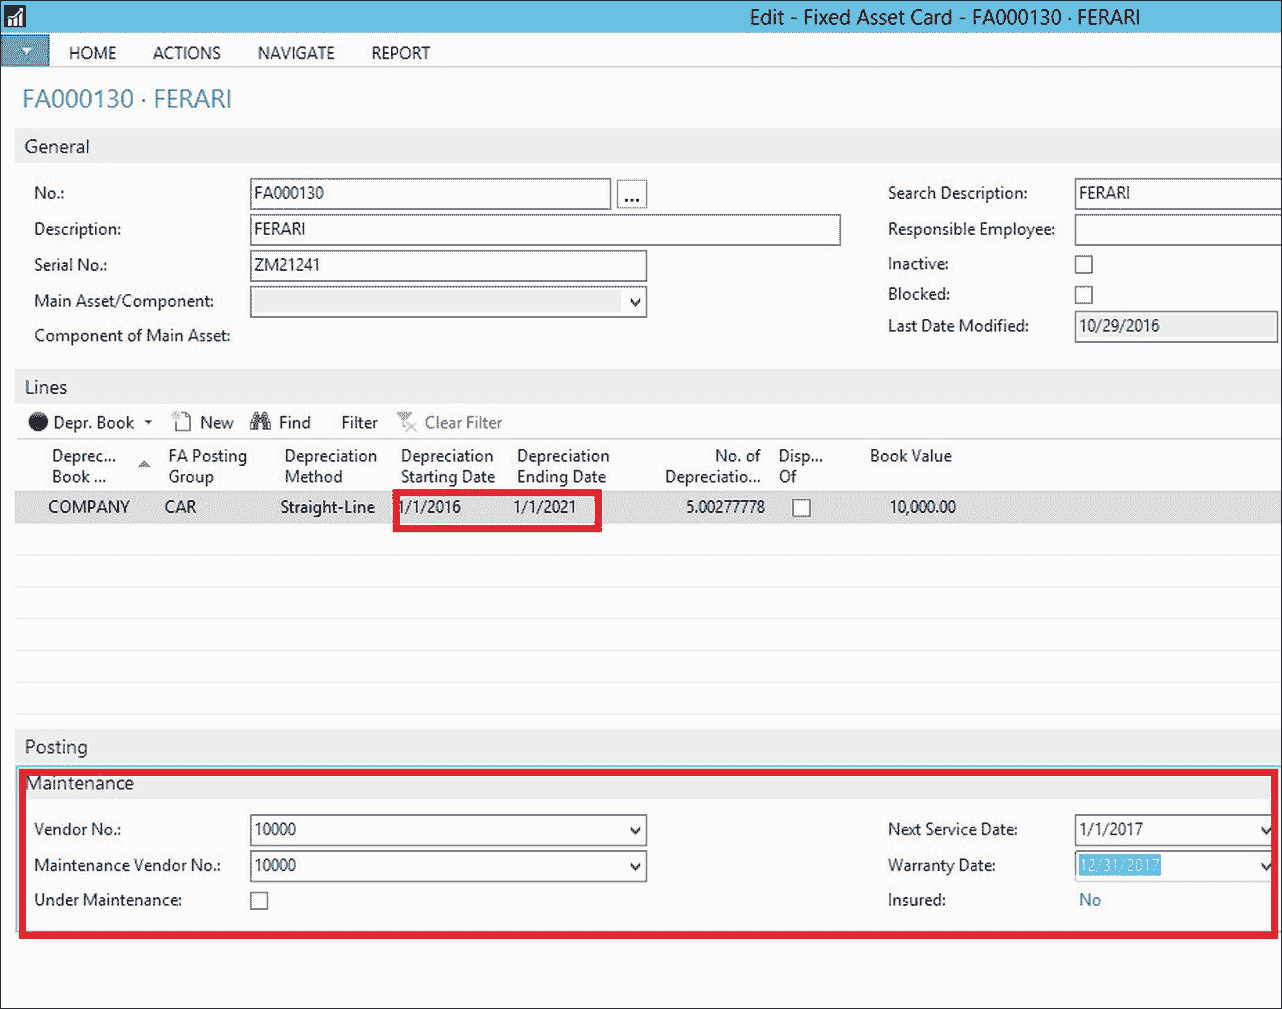 Edit - Fixed Asset Card - FA000130 · FERARI
HOME ACTIONS NAVIGATE REPORT
FA000130 · FERARI
General
No.: FA000130 ... Search Description: FERARI
Description: FERARI Responsible Employee:
Serial No.: ZM21241 Inactive:
Main Asset/Component: Blocked:
Component of Main Asset: Last Date Modified: 10/29/2016
Lines
Depr. Book New Find Filter Clear Filter
Deprec... FA Posting Depreciation Depreciation Depreciation No. of Disp... Book Value
Book ... Group Method Starting Date Ending Date Depreciatio... Of
COMPANY CAR Straight-Line 1/1/2016 1/1/2021 5.00277778 10,000.00
Posting
Maintenance
Vendor No.: 10000 Next Service Date: 1/1/2017
Maintenance Vendor No.: 10000 Warranty Date: 12/31/2017
Under Maintenance: Insured: No